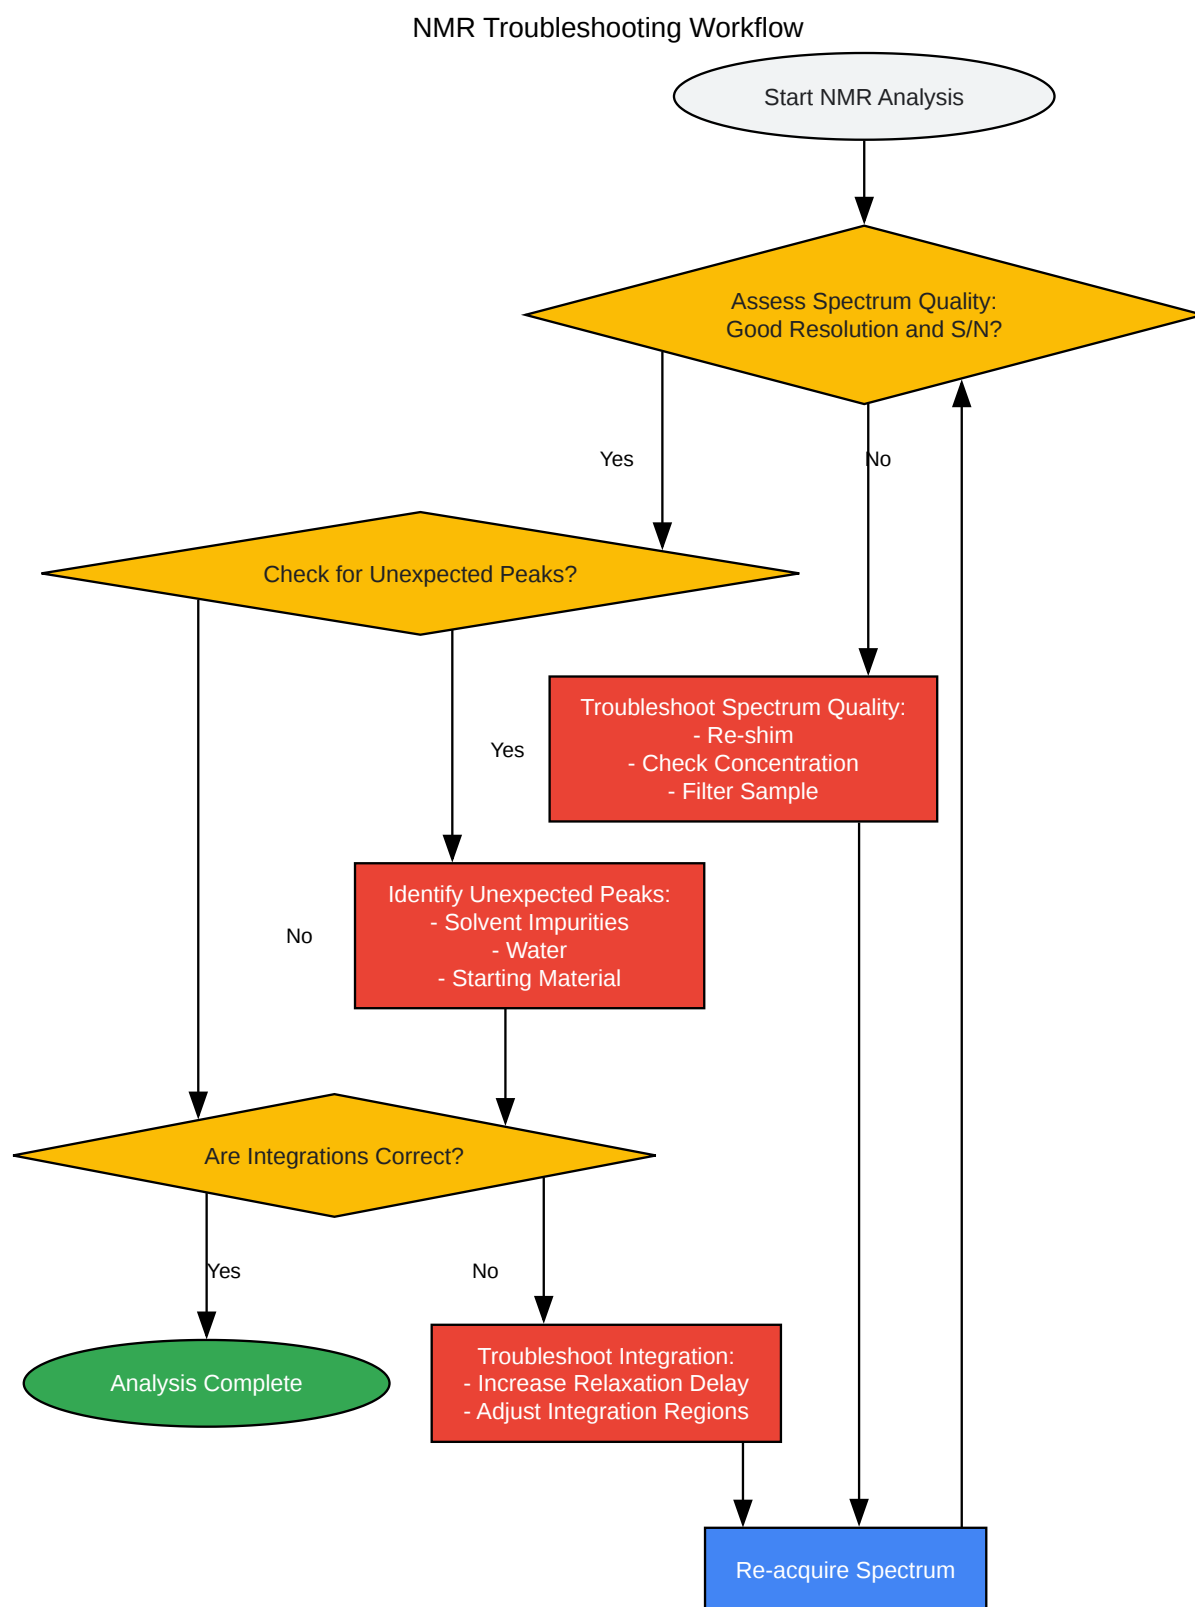 NMR Troubleshooting Workflow
Start NMR Analysis
Assess Spectrum Quality:
Good Resolution and S/N?
Yes
No
Check for Unexpected Peaks?
Troubleshoot Spectrum Quality:
- Re-shim
- Check Concentration
- Filter Sample
Yes
Identify Unexpected Peaks:
- Solvent Impurities
- Water
- Starting Material
No
Are Integrations Correct?
Yes
No
Troubleshoot Integration:
- Increase Relaxation Delay
- Adjust Integration Regions
Analysis Complete
Re-acquire Spectrum